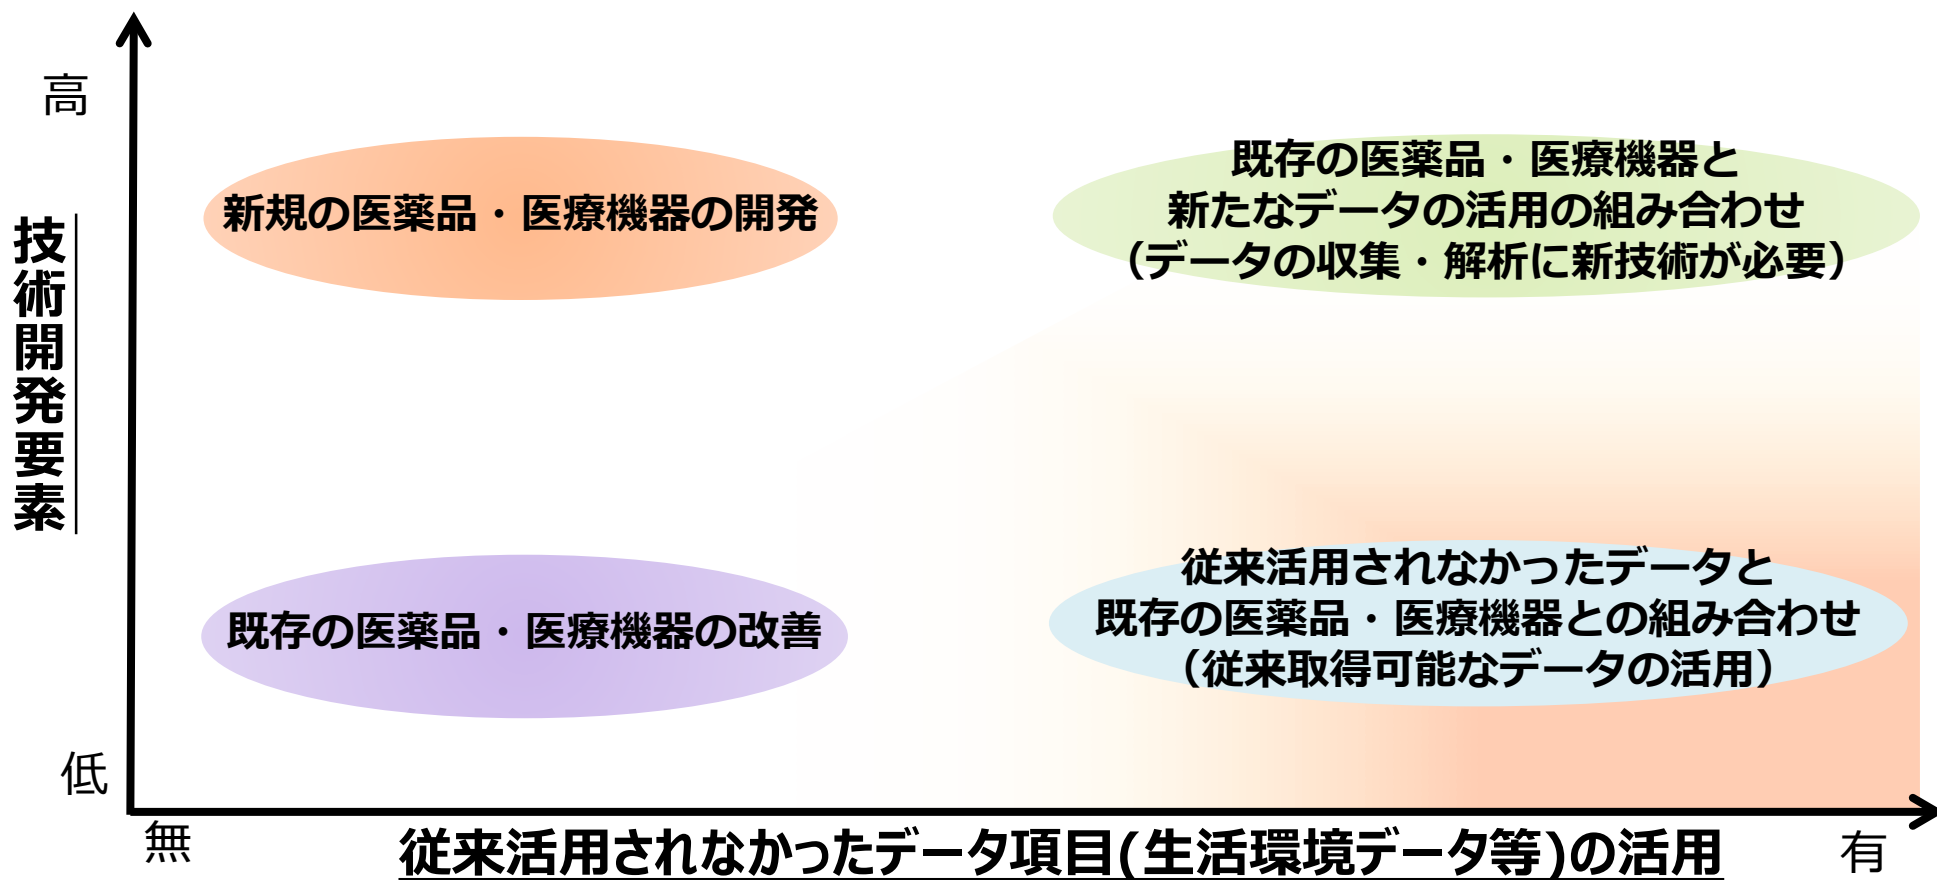 高
技術開発要素
低
新規の医薬品・医療機器の開発
既存の医薬品・医療機器と
新たなデータの活用の組み合わせ
（データの収集・解析に新技術が必要）
既存の医薬品・医療機器の改善
従来活用されなかったデータと
既存の医薬品・医療機器との組み合わせ
（従来取得可能なデータの活用）
無
従来活用されなかったデータ項目(生活環境データ等)の活用
有